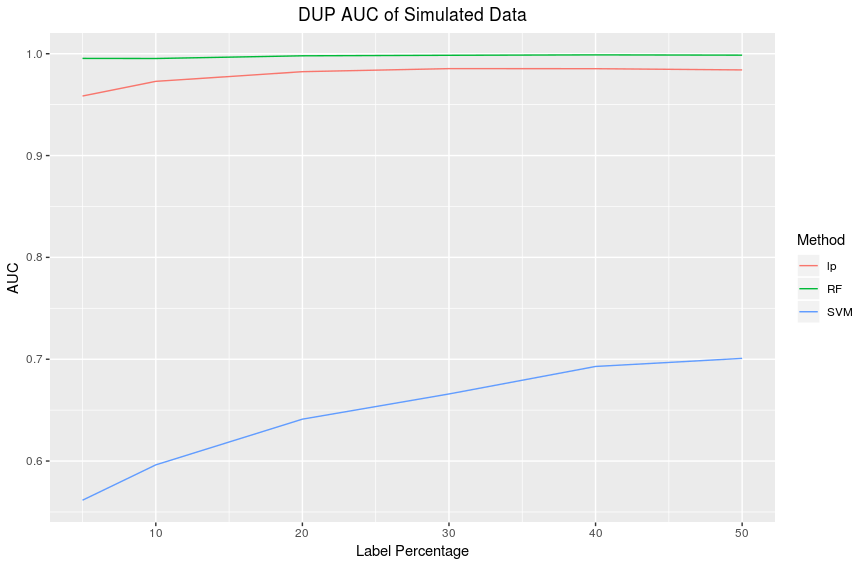 DUP AUC of Simulated Data
1.0
0.9
0.8
0.7
0.6
AUC
10
20
30
40
50
Label Percentage
Method
lp
RF
SVM